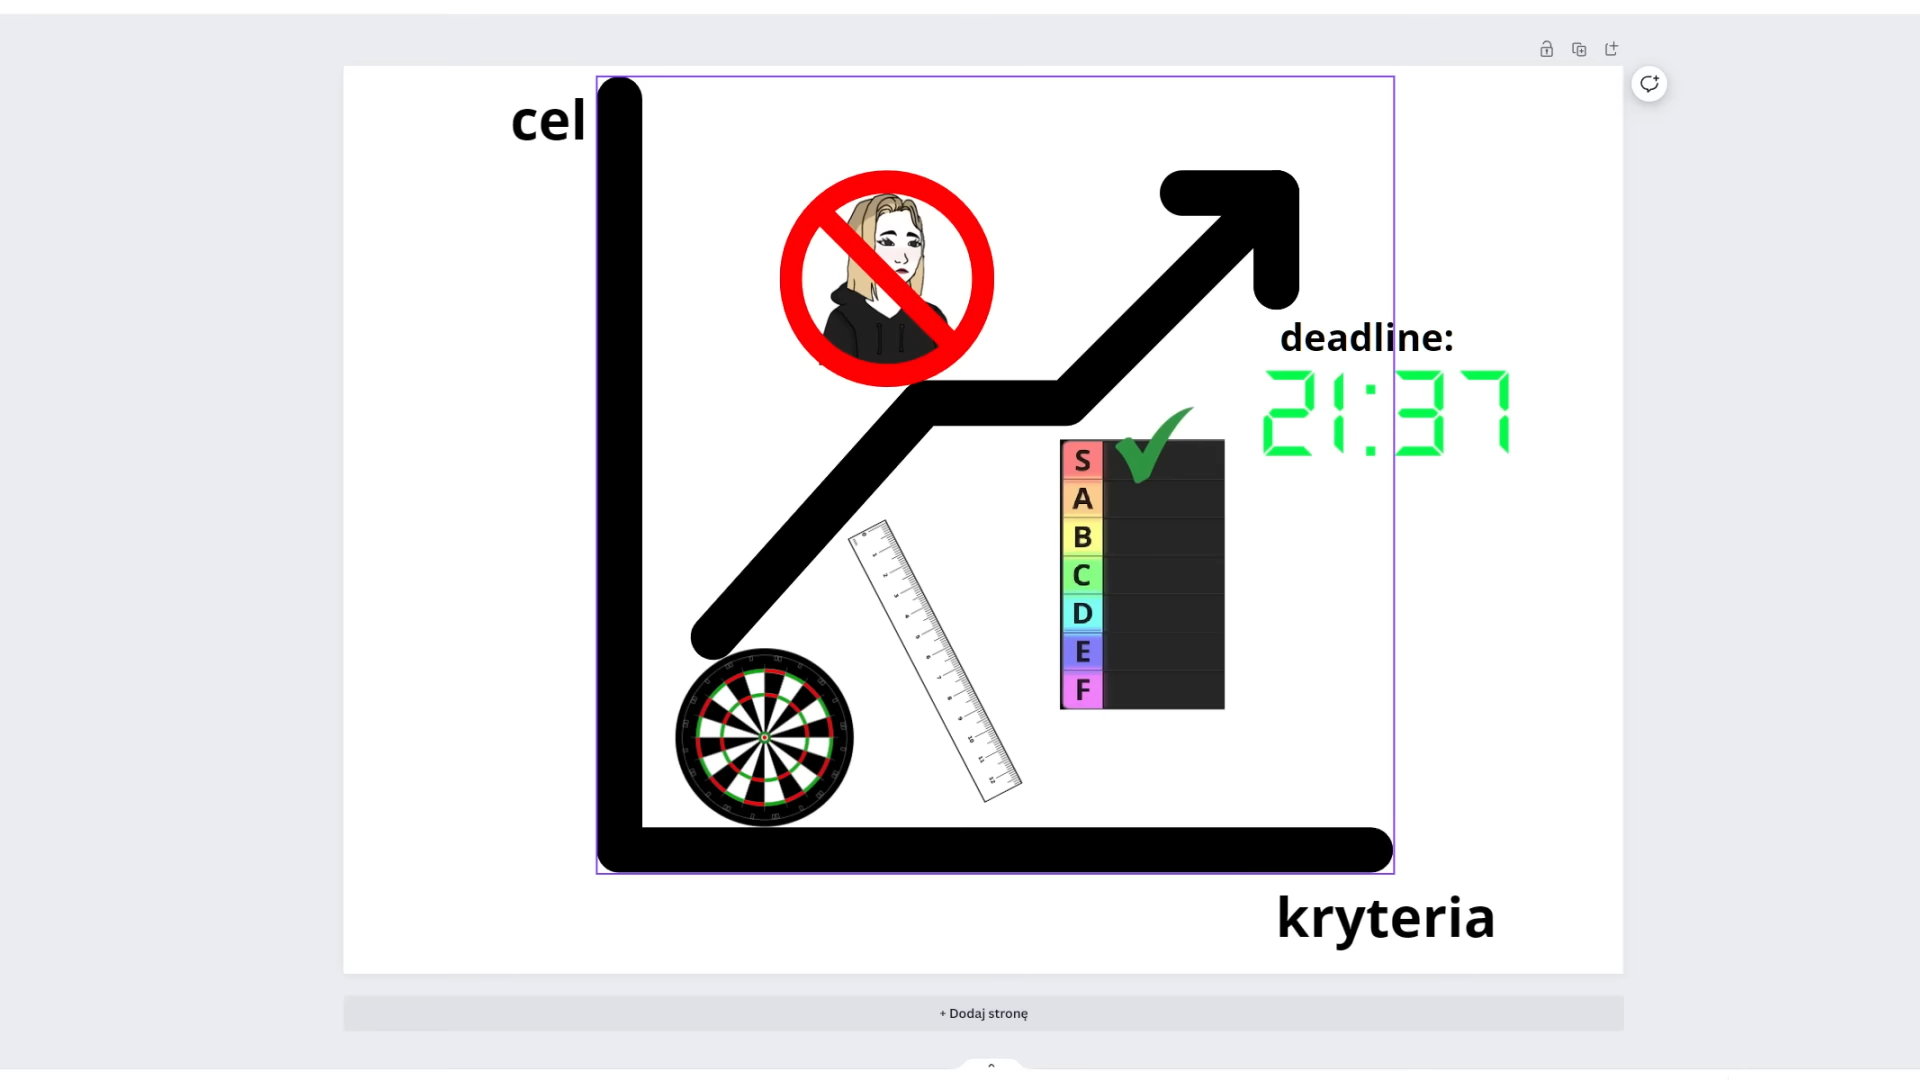 cel
deadline:
21:37
S
A
B
C
D
E
F
kryteria
+ Dodaj stronę